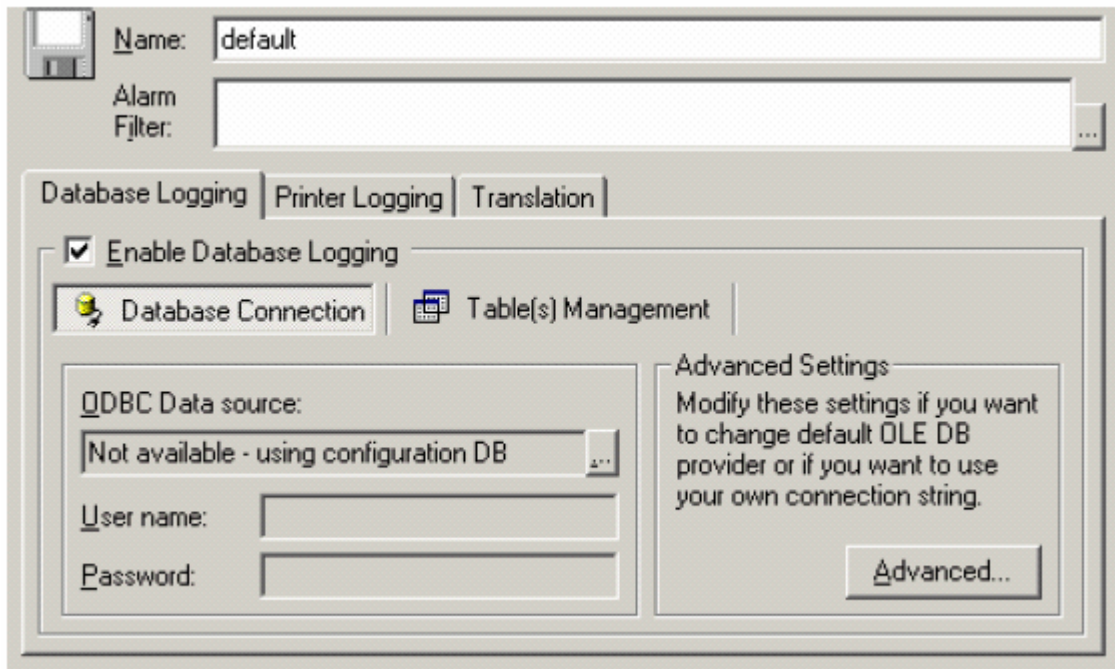 Name: default
Alarm
Filter: ...
Database Logging Printer Logging Translation
Enable Database Logging
Database Connection Table(s) Management
ODBC Data source:
Not available - using configuration DB ...
User name:
Password:
Advanced Settings
Modify these settings if you want
to change default OLE DB
provider or if you want to use
your own connection string.
Advanced...